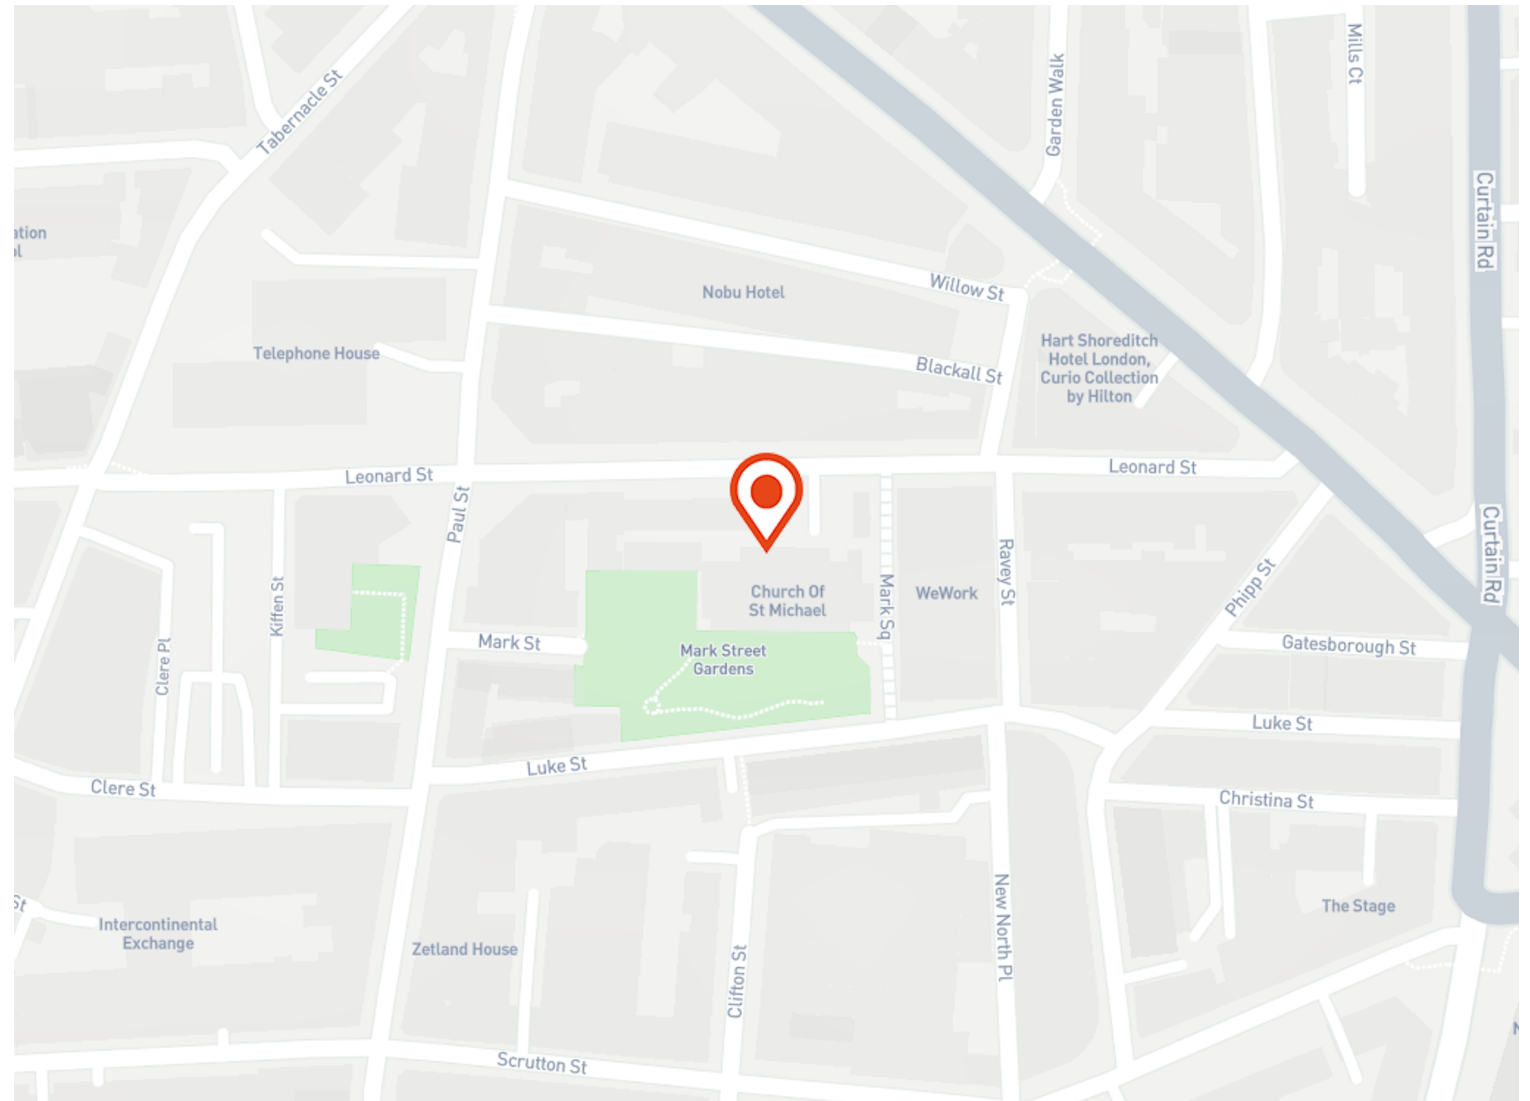 Mills Ct
Garden Walk
Tabernacle St
Curtain Rd
ation
ol
Willow St
Nobu Hotel
Hart Shoreditch
Hotel London,
Curio Collection
by Hilton
Telephone House
Blackall St
Leonard St
Leonard St
Paul St
Curtain Rd
Ravey St
Phipp St
Kiffen St
Church Of
St Michael
Mark Sq
WeWork
Mark St
Mark Street
Gardens
Gatesborough St
Clere Pl
Luke St
Luke St
Clere St
Christina St
St
The Stage
Intercontinental
Exchange
Zetland House
New North Pl
Clifton St
Scrutton St